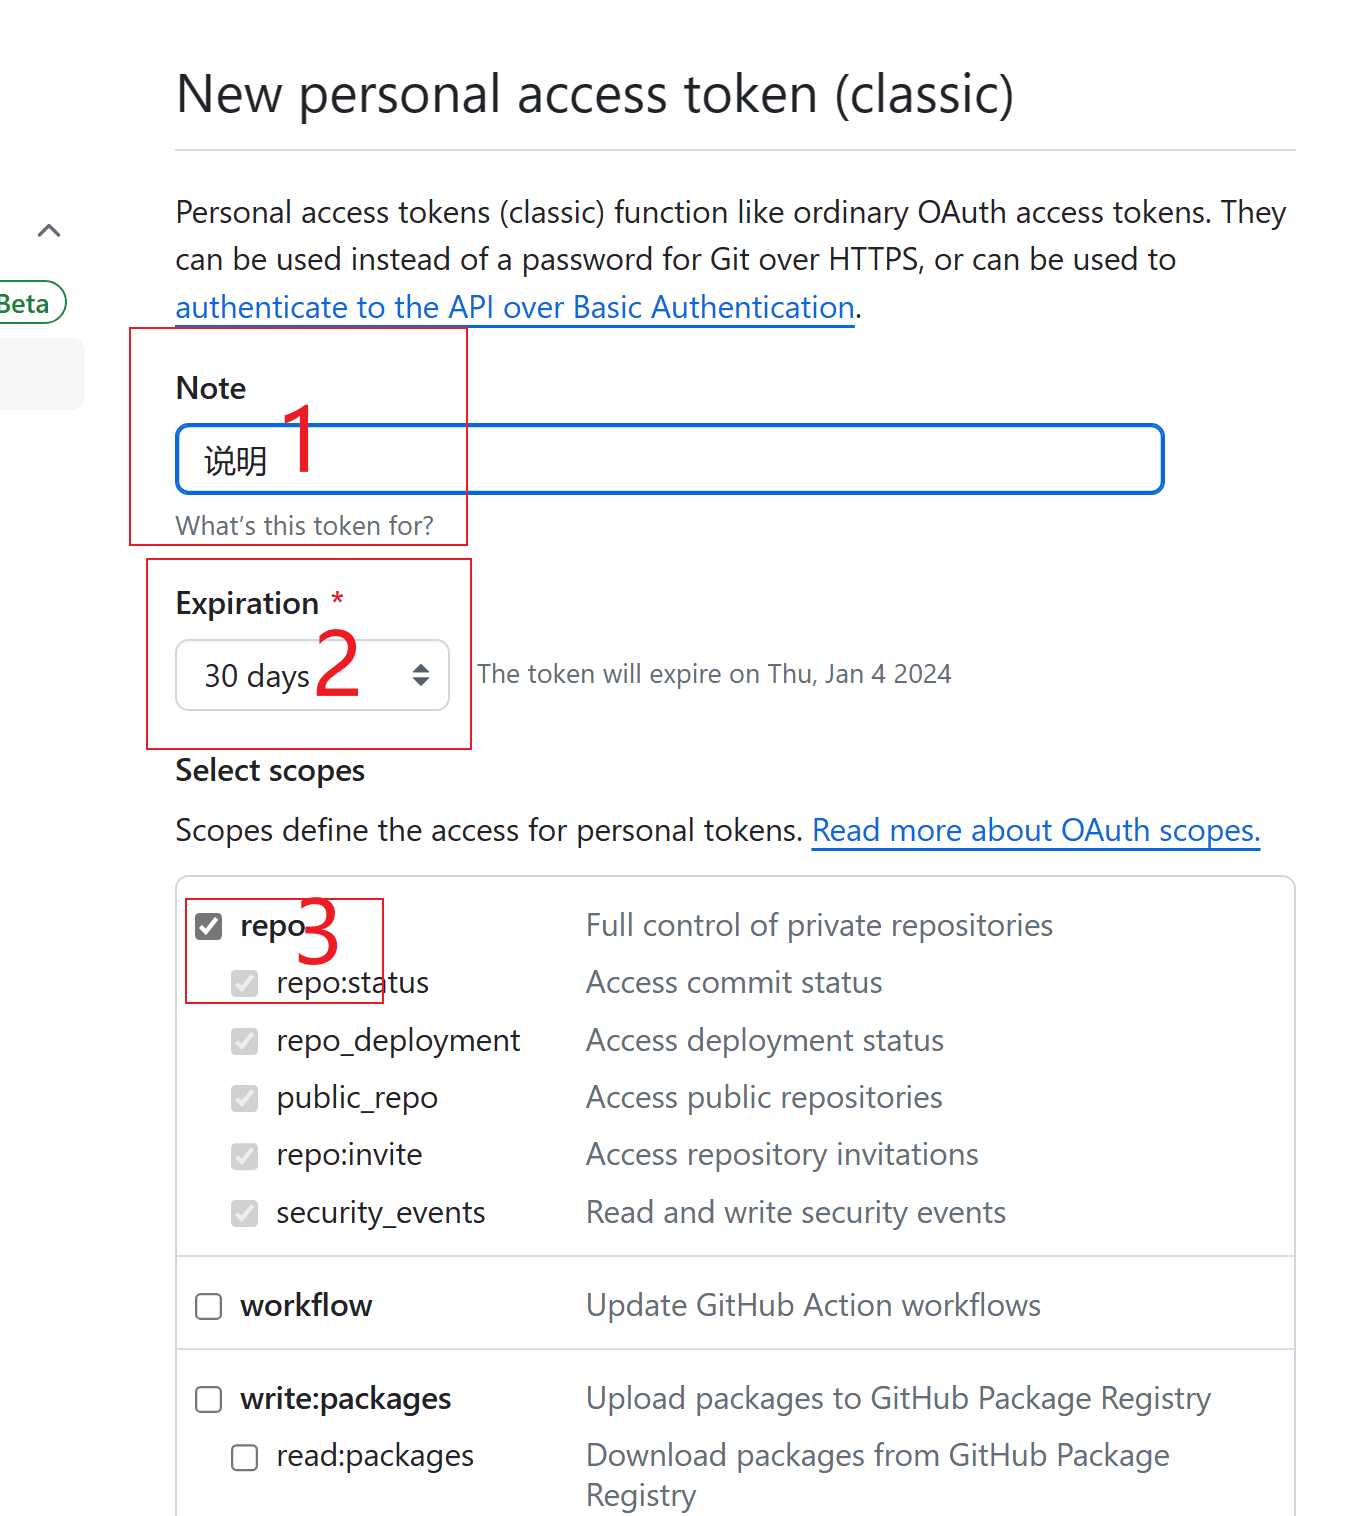 New personal access token (classic)
Personal access tokens (classic) function like ordinary OAuth access tokens. They
can be used instead of a password for Git over HTTPS, or can be used to
authenticate to the API over Basic Authentication.
Beta
Note
1
说明
What's this token for?
Expiration *
30 days
2
The token will expire on Thu, Jan 4 2024
Select scopes
Scopes define the access for personal tokens. Read more about OAuth scopes.
repo
3
Full control of private repositories
repo:status Access commit status
repo_deployment Access deployment status
public_repo Access public repositories
repo:invite Access repository invitations
security_events Read and write security events
workflow Update GitHub Action workflows
write:packages Upload packages to GitHub Package Registry
read:packages Download packages from GitHub Package
Registry